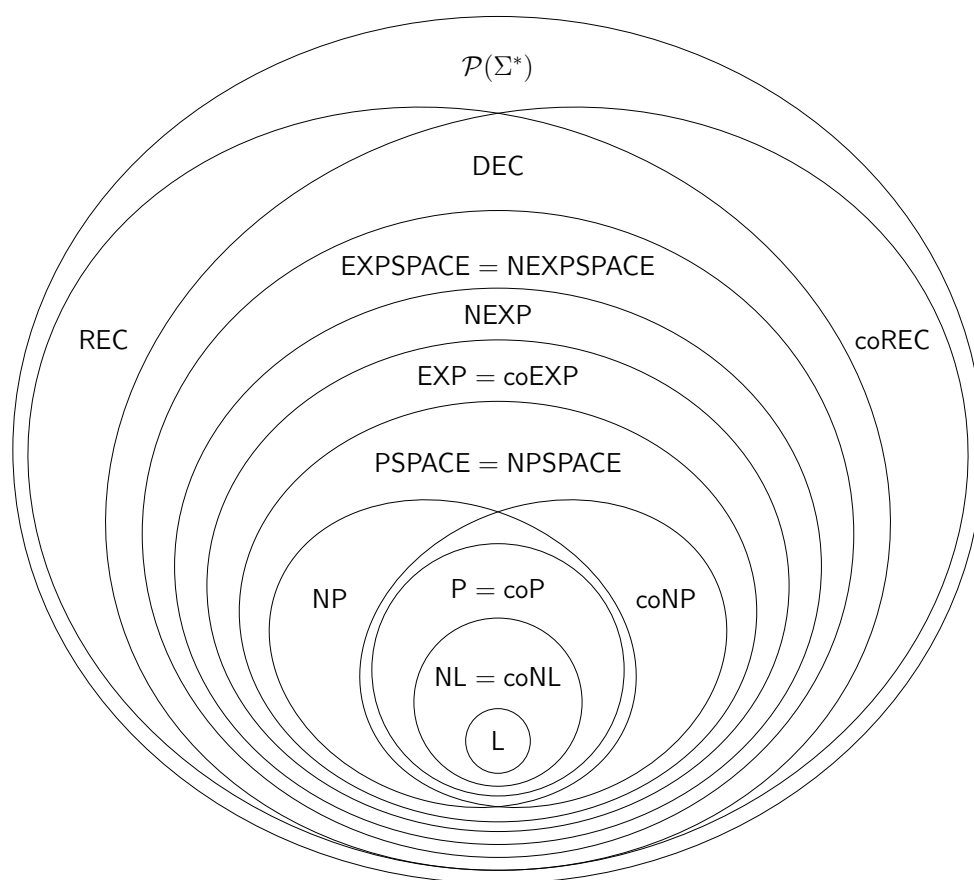 𝒫(Σ*)
DEC
EXPSPACE = NEXPSPACE
NEXP
REC
coREC
EXP = coEXP
PSPACE = NPSPACE
P = coP
NP
coNP
NL = coNL
L